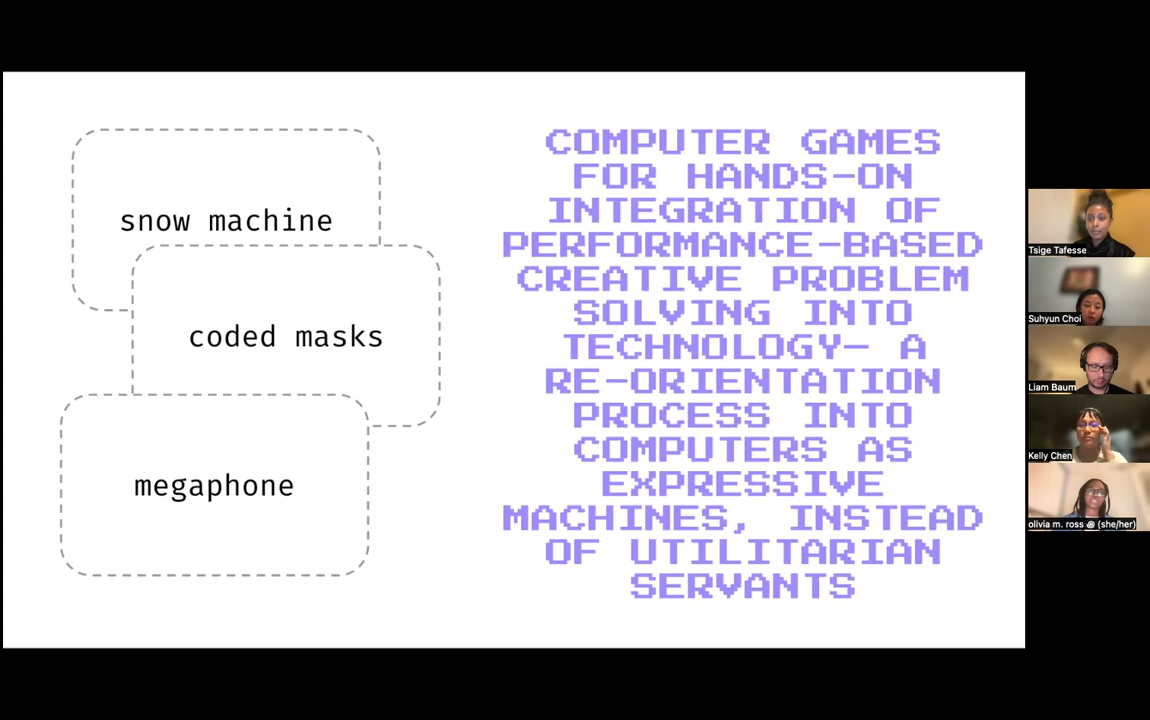 snow machine
coded masks
megaphone
COMPUTER GAMES
FOR HANDS-ON
INTEGRATION OF
PERFORMANCE-BASED
CREATIVE PROBLEM
SOLVING INTO
TECHNOLOGY- A
RE-ORIENTATION
PROCESS INTO
COMPUTERS AS
EXPRESSIVE
MACHINES, INSTEAD
OF UTILITARIAN
SERVANTS
Tsige Tafesse
Suhyun Choi
Liam Baum
Kelly Chen
olivia m. ross ꩜ (she/her)